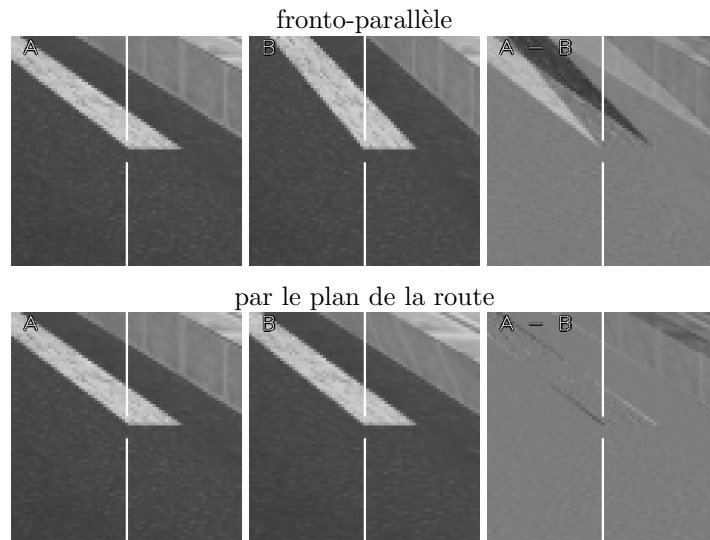 fronto-parallèle
A B A − B
par le plan de la route
A B A − B